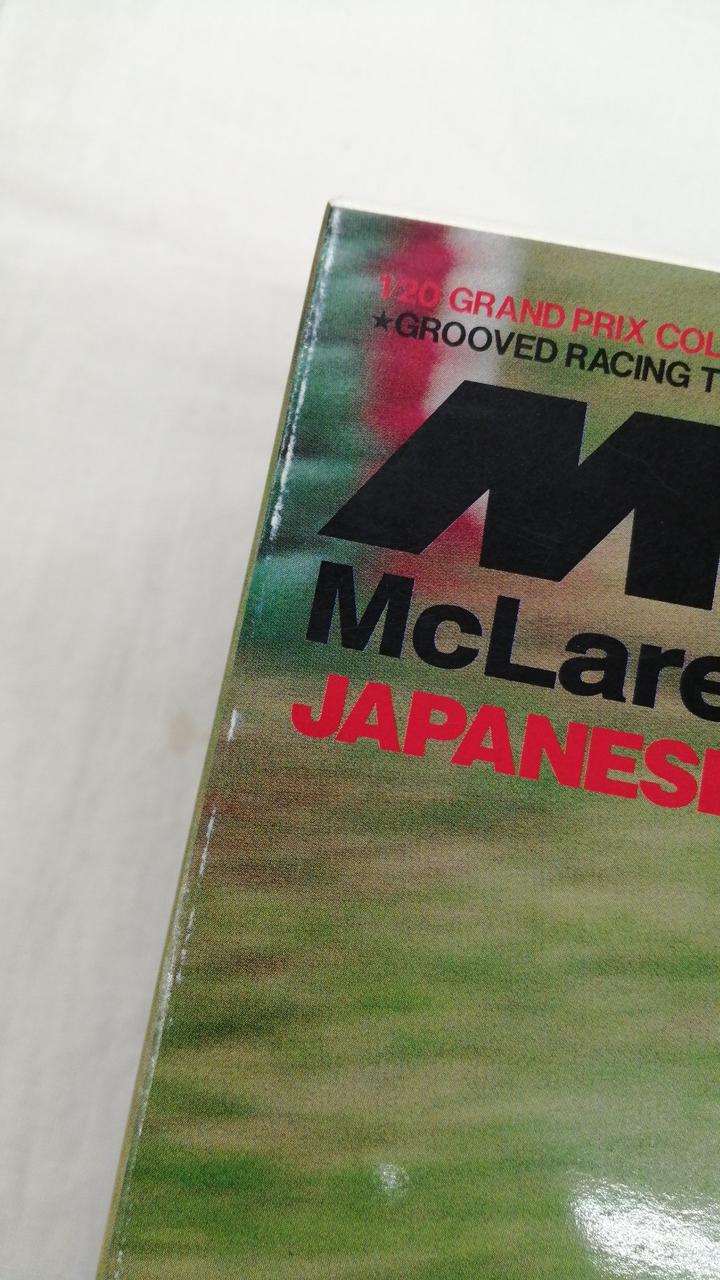 1/20 GRAND PRIX COL
★GROOVED RACING T
M
McLare
JAPANES